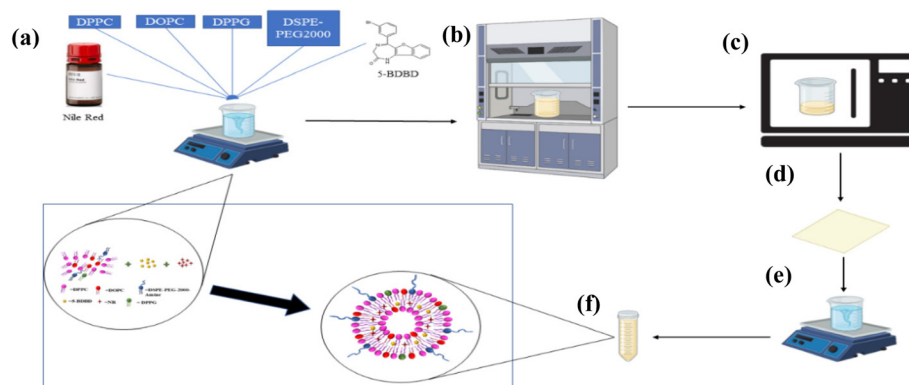 (a)
DPPC
DOPC
DPPG
DSPE-
PEG2000
5-BDBD
Nile Red
(b)
(c)
(d)
(e)
(f)
=DPPC
=DOPC
=DSPE-PEG-2000-
Amine
=5-BDBD
=NR
=DPPG